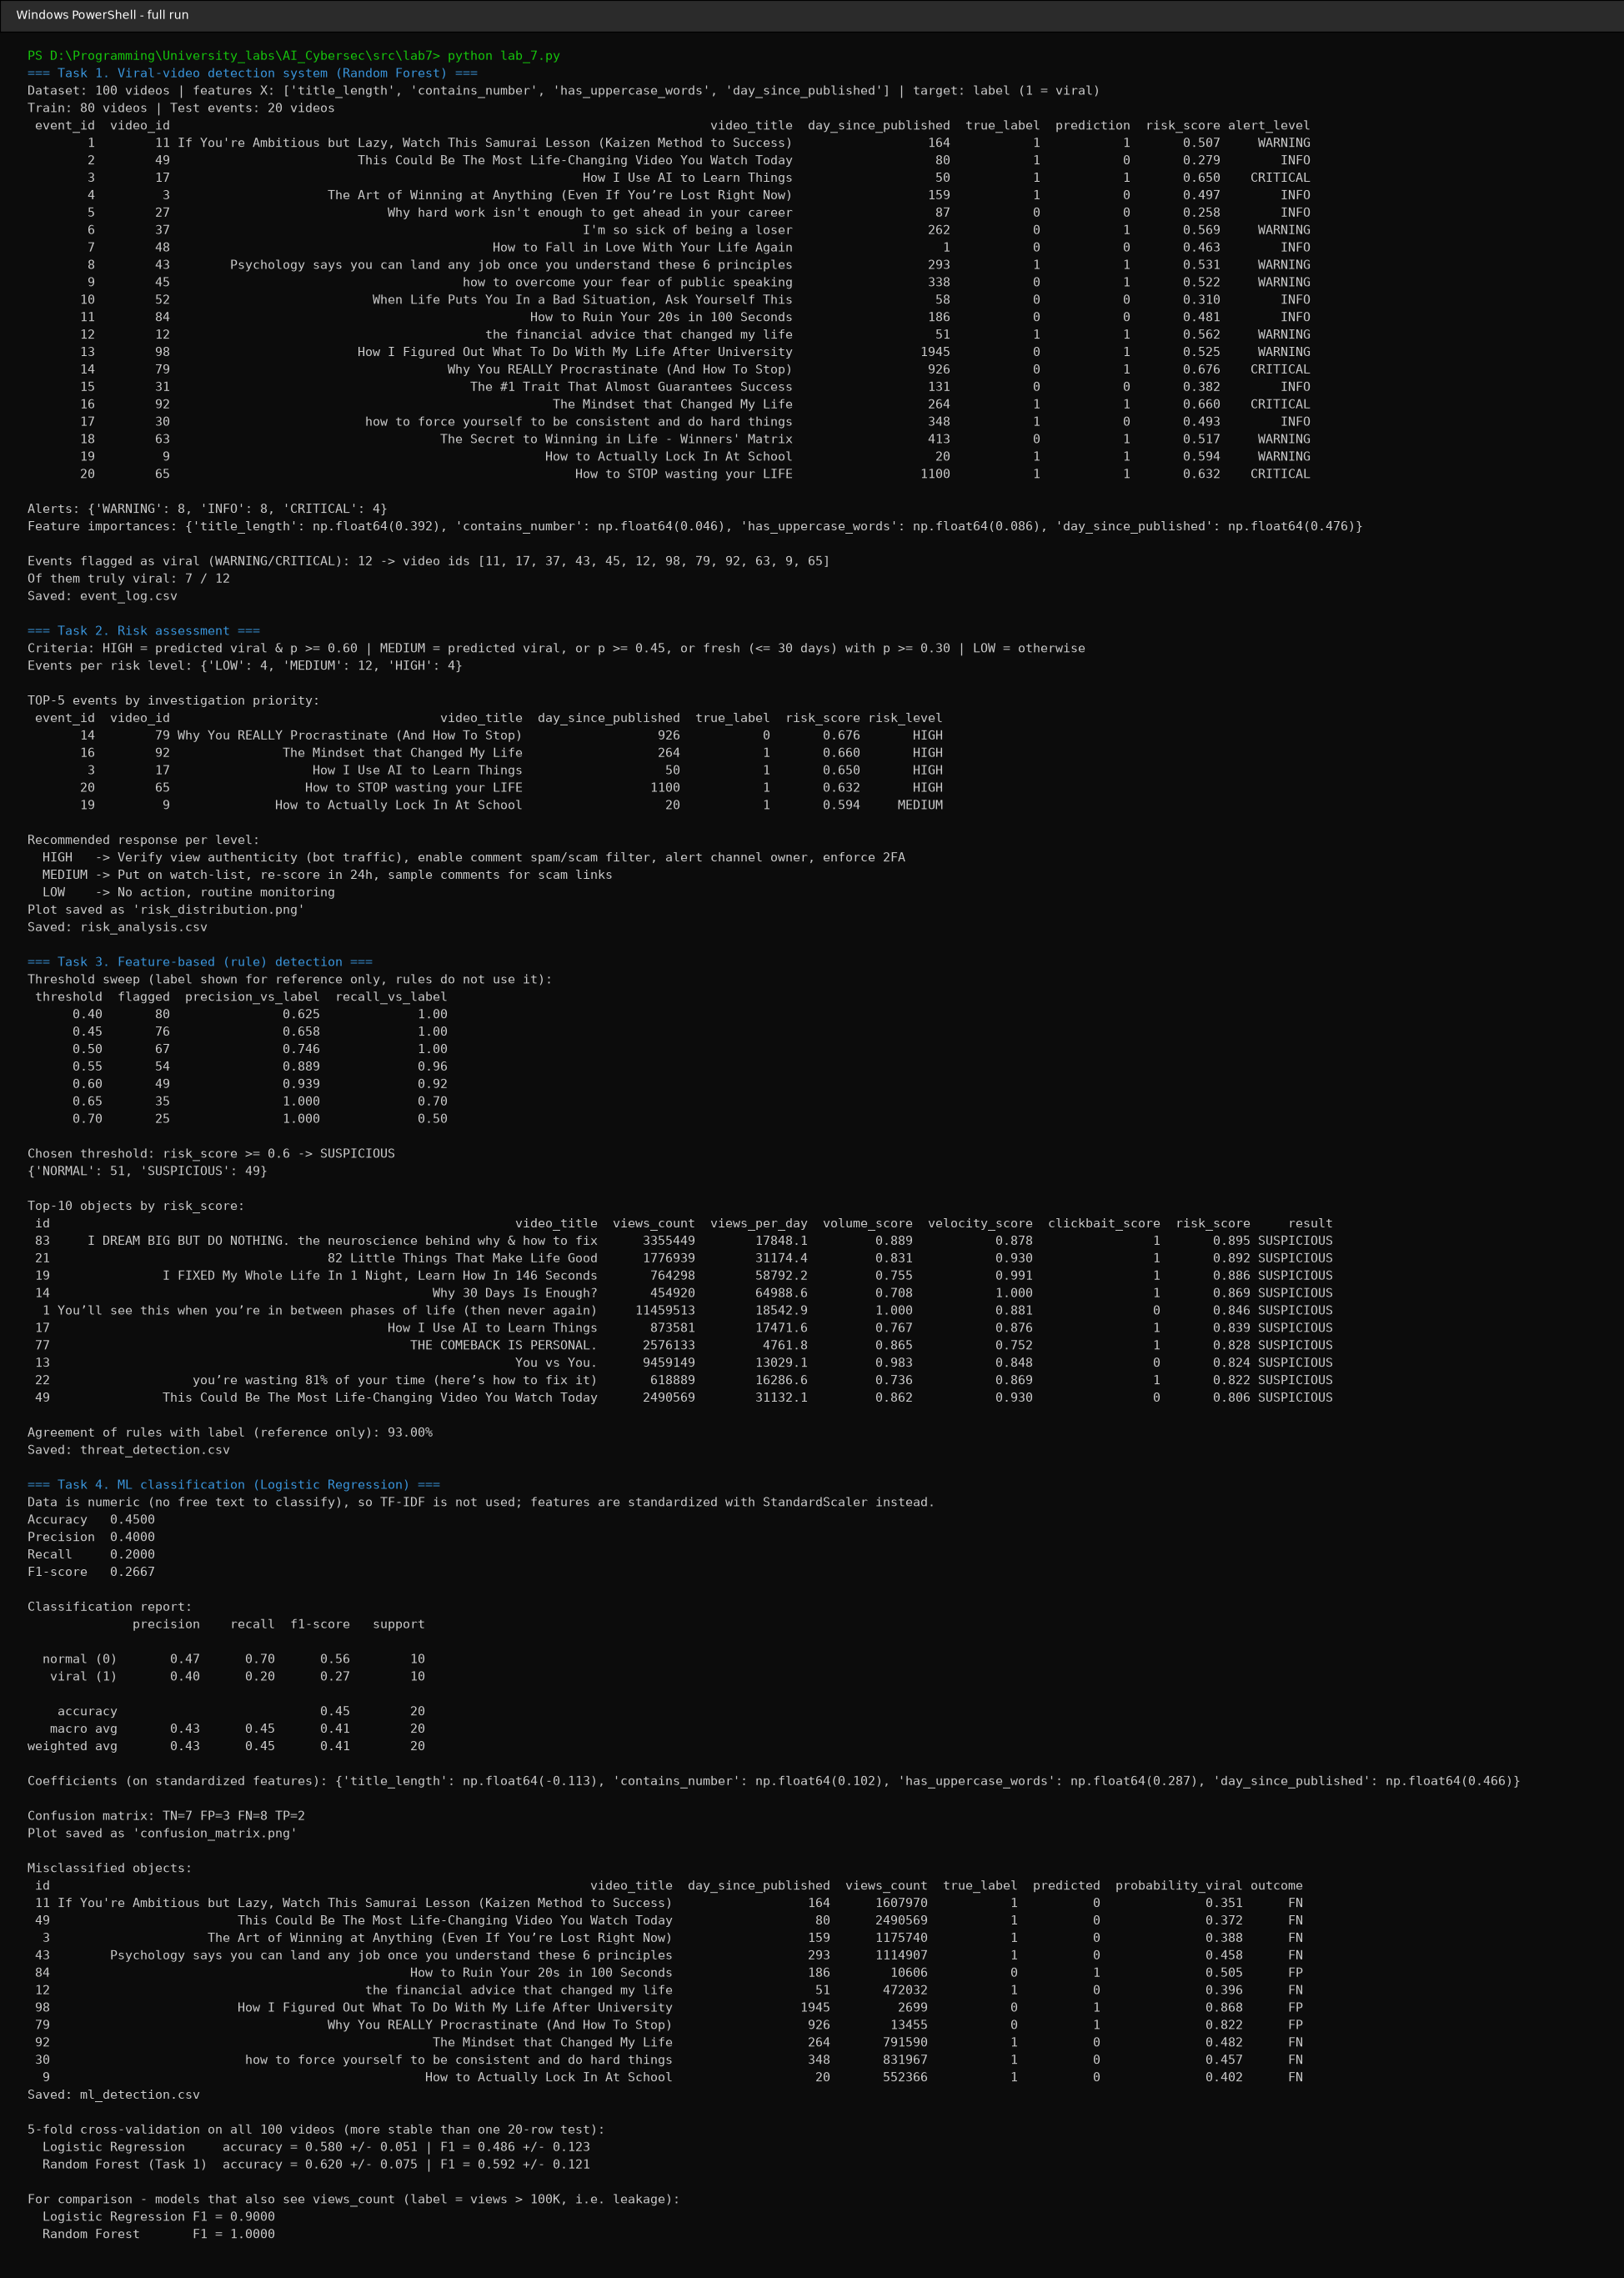 Windows PowerShell - full run
PS D:\Programming\University_labs\AI_Cybersec\src\lab7> python lab_7.py
=== Task 1. Viral-video detection system (Random Forest) ===
Dataset: 100 videos | features X: ['title_length', 'contains_number', 'has_uppercase_words', 'day_since_published'] | target: label (1 = viral)
Train: 80 videos | Test events: 20 videos
event_id video_id video_title day_since_published true_label prediction risk_score alert_level
1 11 If You're Ambitious but Lazy, Watch This Samurai Lesson (Kaizen Method to Success) 164 1 1 0.507 WARNING
2 49 This Could Be The Most Life-Changing Video You Watch Today 80 1 0 0.279 INFO
3 17 How I Use AI to Learn Things 50 1 1 0.650 CRITICAL
4 3 The Art of Winning at Anything (Even If You’re Lost Right Now) 159 1 0 0.497 INFO
5 27 Why hard work isn't enough to get ahead in your career 87 0 0 0.258 INFO
6 37 I'm so sick of being a loser 262 0 1 0.569 WARNING
7 48 How to Fall in Love With Your Life Again 1 0 0 0.463 INFO
8 43 Psychology says you can land any job once you understand these 6 principles 293 1 1 0.531 WARNING
9 45 how to overcome your fear of public speaking 338 0 1 0.522 WARNING
10 52 When Life Puts You In a Bad Situation, Ask Yourself This 58 0 0 0.310 INFO
11 84 How to Ruin Your 20s in 100 Seconds 186 0 0 0.481 INFO
12 12 the financial advice that changed my life 51 1 1 0.562 WARNING
13 98 How I Figured Out What To Do With My Life After University 1945 0 1 0.525 WARNING
14 79 Why You REALLY Procrastinate (And How To Stop) 926 0 1 0.676 CRITICAL
15 31 The #1 Trait That Almost Guarantees Success 131 0 0 0.382 INFO
16 92 The Mindset that Changed My Life 264 1 1 0.660 CRITICAL
17 30 how to force yourself to be consistent and do hard things 348 1 0 0.493 INFO
18 63 The Secret to Winning in Life - Winners' Matrix 413 0 1 0.517 WARNING
19 9 How to Actually Lock In At School 20 1 1 0.594 WARNING
20 65 How to STOP wasting your LIFE 1100 1 1 0.632 CRITICAL
Alerts: {'WARNING': 8, 'INFO': 8, 'CRITICAL': 4}
Feature importances: {'title_length': np.float64(0.392), 'contains_number': np.float64(0.046), 'has_uppercase_words': np.float64(0.086), 'day_since_published': np.float64(0.476)}
Events flagged as viral (WARNING/CRITICAL): 12 -> video ids [11, 17, 37, 43, 45, 12, 98, 79, 92, 63, 9, 65]
Of them truly viral: 7 / 12
Saved: event_log.csv
=== Task 2. Risk assessment ===
Criteria: HIGH = predicted viral & p >= 0.60 | MEDIUM = predicted viral, or p >= 0.45, or fresh (<= 30 days) with p >= 0.30 | LOW = otherwise
Events per risk level: {'LOW': 4, 'MEDIUM': 12, 'HIGH': 4}
TOP-5 events by investigation priority:
event_id video_id video_title day_since_published true_label risk_score risk_level
14 79 Why You REALLY Procrastinate (And How To Stop) 926 0 0.676 HIGH
16 92 The Mindset that Changed My Life 264 1 0.660 HIGH
3 17 How I Use AI to Learn Things 50 1 0.650 HIGH
20 65 How to STOP wasting your LIFE 1100 1 0.632 HIGH
19 9 How to Actually Lock In At School 20 1 0.594 MEDIUM
Recommended response per level:
HIGH -> Verify view authenticity (bot traffic), enable comment spam/scam filter, alert channel owner, enforce 2FA
MEDIUM -> Put on watch-list, re-score in 24h, sample comments for scam links
LOW -> No action, routine monitoring
Plot saved as 'risk_distribution.png'
Saved: risk_analysis.csv
=== Task 3. Feature-based (rule) detection ===
Threshold sweep (label shown for reference only, rules do not use it):
threshold flagged precision_vs_label recall_vs_label
0.40 80 0.625 1.00
0.45 76 0.658 1.00
0.50 67 0.746 1.00
0.55 54 0.889 0.96
0.60 49 0.939 0.92
0.65 35 1.000 0.70
0.70 25 1.000 0.50
Chosen threshold: risk_score >= 0.6 -> SUSPICIOUS
{'NORMAL': 51, 'SUSPICIOUS': 49}
Top-10 objects by risk_score:
id video_title views_count views_per_day volume_score velocity_score clickbait_score risk_score result
83 I DREAM BIG BUT DO NOTHING. the neuroscience behind why & how to fix 3355449 17848.1 0.889 0.878 1 0.895 SUSPICIOUS
21 82 Little Things That Make Life Good 1776939 31174.4 0.831 0.930 1 0.892 SUSPICIOUS
19 I FIXED My Whole Life In 1 Night, Learn How In 146 Seconds 764298 58792.2 0.755 0.991 1 0.886 SUSPICIOUS
14 Why 30 Days Is Enough? 454920 64988.6 0.708 1.000 1 0.869 SUSPICIOUS
1 You’ll see this when you’re in between phases of life (then never again) 11459513 18542.9 1.000 0.881 0 0.846 SUSPICIOUS
17 How I Use AI to Learn Things 873581 17471.6 0.767 0.876 1 0.839 SUSPICIOUS
77 THE COMEBACK IS PERSONAL. 2576133 4761.8 0.865 0.752 1 0.828 SUSPICIOUS
13 You vs You. 9459149 13029.1 0.983 0.848 0 0.824 SUSPICIOUS
22 you’re wasting 81% of your time (here’s how to fix it) 618889 16286.6 0.736 0.869 1 0.822 SUSPICIOUS
49 This Could Be The Most Life-Changing Video You Watch Today 2490569 31132.1 0.862 0.930 0 0.806 SUSPICIOUS
Agreement of rules with label (reference only): 93.00%
Saved: threat_detection.csv
=== Task 4. ML classification (Logistic Regression) ===
Data is numeric (no free text to classify), so TF-IDF is not used; features are standardized with StandardScaler instead.
Accuracy 0.4500
Precision 0.4000
Recall 0.2000
F1-score 0.2667
Classification report:
precision recall f1-score support
normal (0) 0.47 0.70 0.56 10
viral (1) 0.40 0.20 0.27 10
accuracy 0.45 20
macro avg 0.43 0.45 0.41 20
weighted avg 0.43 0.45 0.41 20
Coefficients (on standardized features): {'title_length': np.float64(-0.113), 'contains_number': np.float64(0.102), 'has_uppercase_words': np.float64(0.287), 'day_since_published': np.float64(0.466)}
Confusion matrix: TN=7 FP=3 FN=8 TP=2
Plot saved as 'confusion_matrix.png'
Misclassified objects:
id video_title day_since_published views_count true_label predicted probability_viral outcome
11 If You're Ambitious but Lazy, Watch This Samurai Lesson (Kaizen Method to Success) 164 1607970 1 0 0.351 FN
49 This Could Be The Most Life-Changing Video You Watch Today 80 2490569 1 0 0.372 FN
3 The Art of Winning at Anything (Even If You’re Lost Right Now) 159 1175740 1 0 0.388 FN
43 Psychology says you can land any job once you understand these 6 principles 293 1114907 1 0 0.458 FN
84 How to Ruin Your 20s in 100 Seconds 186 10606 0 1 0.505 FP
12 the financial advice that changed my life 51 472032 1 0 0.396 FN
98 How I Figured Out What To Do With My Life After University 1945 2699 0 1 0.868 FP
79 Why You REALLY Procrastinate (And How To Stop) 926 13455 0 1 0.822 FP
92 The Mindset that Changed My Life 264 791590 1 0 0.482 FN
30 how to force yourself to be consistent and do hard things 348 831967 1 0 0.457 FN
9 How to Actually Lock In At School 20 552366 1 0 0.402 FN
Saved: ml_detection.csv
5-fold cross-validation on all 100 videos (more stable than one 20-row test):
Logistic Regression accuracy = 0.580 +/- 0.051 | F1 = 0.486 +/- 0.123
Random Forest (Task 1) accuracy = 0.620 +/- 0.075 | F1 = 0.592 +/- 0.121
For comparison - models that also see views_count (label = views > 100K, i.e. leakage):
Logistic Regression F1 = 0.9000
Random Forest F1 = 1.0000